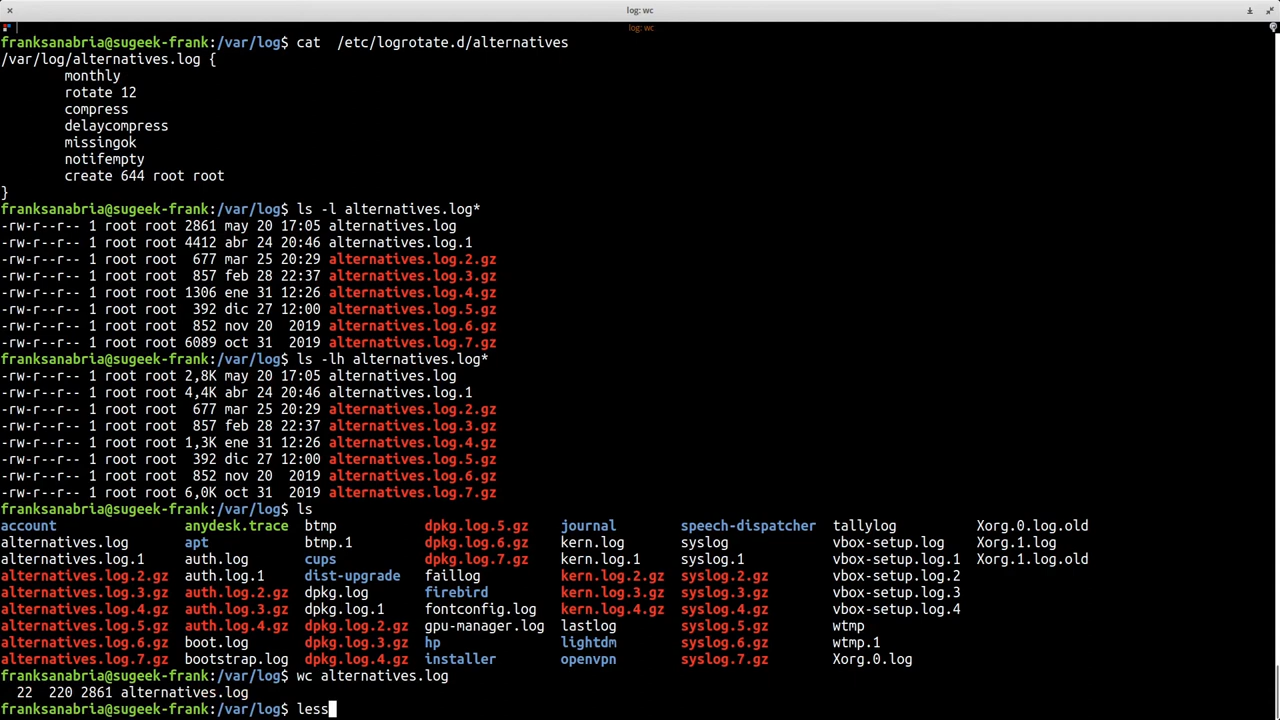 log: wc
log: wc
franksanabria@sugeek-frank:/var/log$ cat  /etc/logrotate.d/alternatives
/var/log/alternatives.log {
        monthly
        rotate 12
        compress
        delaycompress
        missingok
        notifempty
        create 644 root root
}
franksanabria@sugeek-frank:/var/log$ ls -l alternatives.log*
-rw-r--r-- 1 root root 2861 may 20 17:05 alternatives.log
-rw-r--r-- 1 root root 4412 abr 24 20:46 alternatives.log.1
-rw-r--r-- 1 root root  677 mar 25 20:29 alternatives.log.2.gz
-rw-r--r-- 1 root root  857 feb 28 22:37 alternatives.log.3.gz
-rw-r--r-- 1 root root 1306 ene 31 12:26 alternatives.log.4.gz
-rw-r--r-- 1 root root  392 dic 27 12:00 alternatives.log.5.gz
-rw-r--r-- 1 root root  852 nov 20  2019 alternatives.log.6.gz
-rw-r--r-- 1 root root 6089 oct 31  2019 alternatives.log.7.gz
franksanabria@sugeek-frank:/var/log$ ls -lh alternatives.log*
-rw-r--r-- 1 root root 2,8K may 20 17:05 alternatives.log
-rw-r--r-- 1 root root 4,4K abr 24 20:46 alternatives.log.1
-rw-r--r-- 1 root root  677 mar 25 20:29 alternatives.log.2.gz
-rw-r--r-- 1 root root  857 feb 28 22:37 alternatives.log.3.gz
-rw-r--r-- 1 root root 1,3K ene 31 12:26 alternatives.log.4.gz
-rw-r--r-- 1 root root  392 dic 27 12:00 alternatives.log.5.gz
-rw-r--r-- 1 root root  852 nov 20  2019 alternatives.log.6.gz
-rw-r--r-- 1 root root 6,0K oct 31  2019 alternatives.log.7.gz
franksanabria@sugeek-frank:/var/log$ ls
account                anydesk.trace  btmp           dpkg.log.5.gz    journal        speech-dispatcher  tallylog          Xorg.0.log.old
alternatives.log       apt            btmp.1         dpkg.log.6.gz    kern.log       syslog             vbox-setup.log    Xorg.1.log
alternatives.log.1     auth.log       cups           dpkg.log.7.gz    kern.log.1     syslog.1           vbox-setup.log.1  Xorg.1.log.old
alternatives.log.2.gz  auth.log.1     dist-upgrade   faillog          kern.log.2.gz  syslog.2.gz        vbox-setup.log.2
alternatives.log.3.gz  auth.log.2.gz  dpkg.log       firebird         kern.log.3.gz  syslog.3.gz        vbox-setup.log.3
alternatives.log.4.gz  auth.log.3.gz  dpkg.log.1     fontconfig.log   kern.log.4.gz  syslog.4.gz        vbox-setup.log.4
alternatives.log.5.gz  auth.log.4.gz  dpkg.log.2.gz  gpu-manager.log  lastlog        syslog.5.gz        wtmp
alternatives.log.6.gz  boot.log       dpkg.log.3.gz  hp               lightdm        syslog.6.gz        wtmp.1
alternatives.log.7.gz  bootstrap.log  dpkg.log.4.gz  installer        openvpn        syslog.7.gz        Xorg.0.log
franksanabria@sugeek-frank:/var/log$ wc alternatives.log
  22  220 2861 alternatives.log
franksanabria@sugeek-frank:/var/log$ less